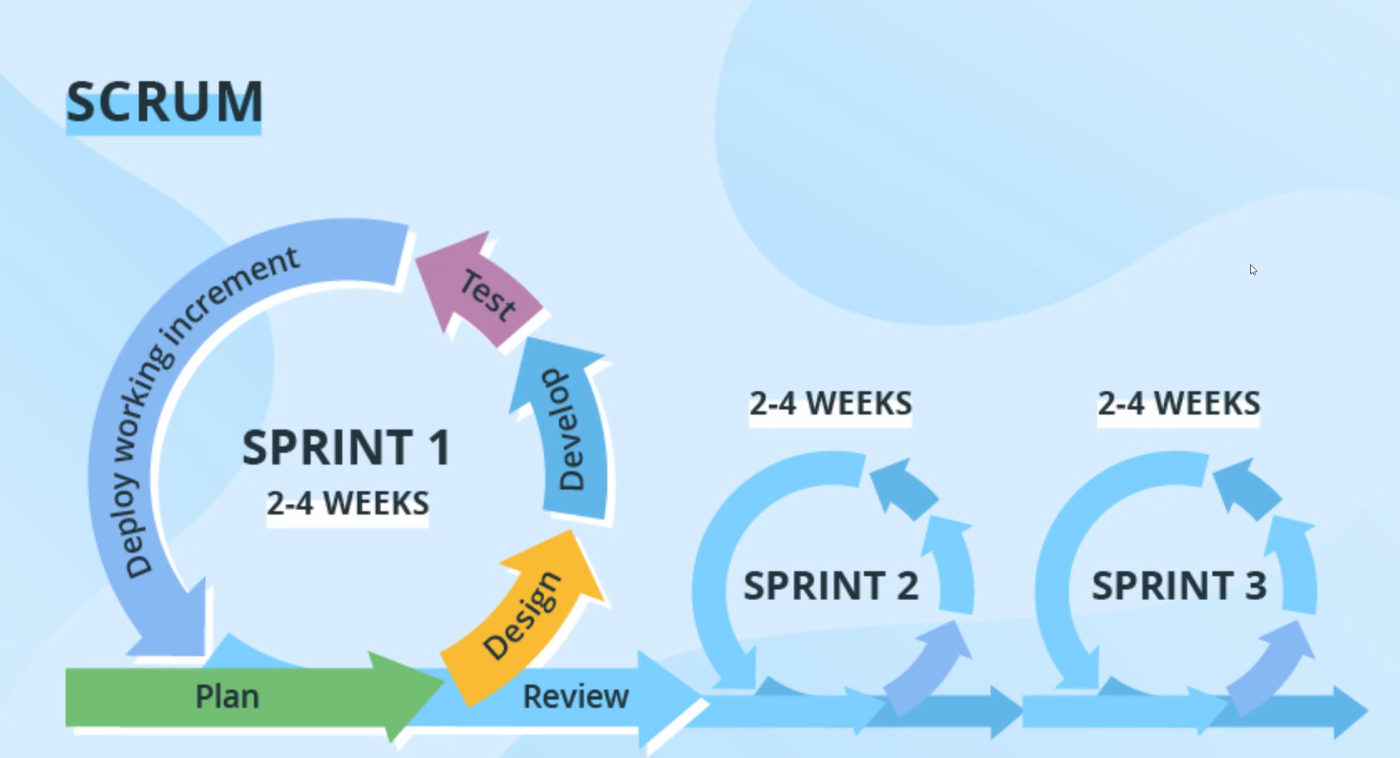 SCRUM
Deploy working increment
Test
Develop
Design
SPRINT 1
2-4 WEEKS
Plan
Review
2-4 WEEKS
SPRINT 2
2-4 WEEKS
SPRINT 3